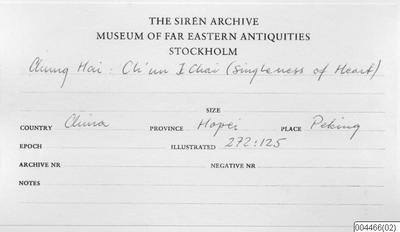 THE SIRÉN ARCHIVE
MUSEUM OF FAR EASTERN ANTIQUITIES
STOCKHOLM
Chung Hai: Ch'un I Chai (Singleness of Heart)
SIZE
COUNTRY China PROVINCE Hopei PLACE Peking
EPOCH ILLUSTRATED 272:125
ARCHIVE NR NEGATIVE NR
NOTES
004466(02)